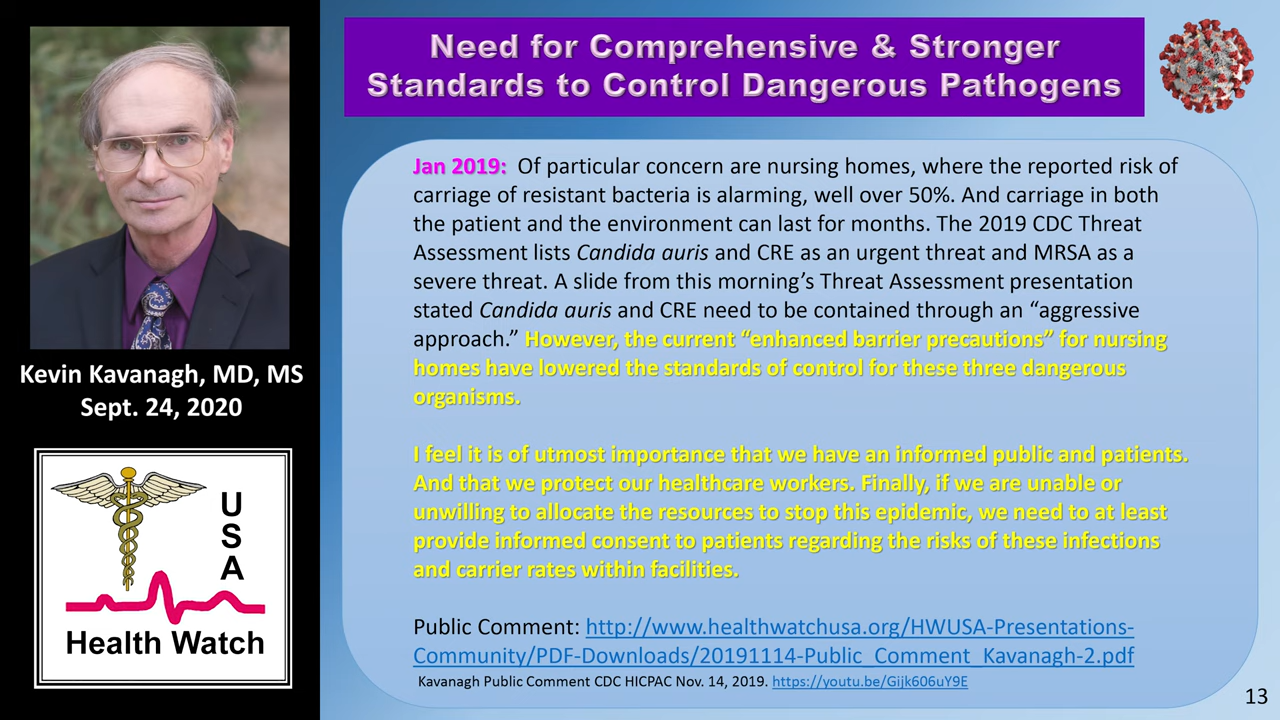 Need for Comprehensive & Stronger
Standards to Control Dangerous Pathogens
Jan 2019: Of particular concern are nursing homes, where the reported risk of
carriage of resistant bacteria is alarming, well over 50%. And carriage in both
the patient and the environment can last for months. The 2019 CDC Threat
Assessment lists Candida auris and CRE as an urgent threat and MRSA as a
severe threat. A slide from this morning’s Threat Assessment presentation
stated Candida auris and CRE need to be contained through an “aggressive
approach.” However, the current “enhanced barrier precautions” for nursing
homes have lowered the standards of control for these three dangerous
organisms.
I feel it is of utmost importance that we have an informed public and patients.
And that we protect our healthcare workers. Finally, if we are unable or
unwilling to allocate the resources to stop this epidemic, we need to at least
provide informed consent to patients regarding the risks of these infections
and carrier rates within facilities.
Public Comment: http://www.healthwatchusa.org/HWUSA-Presentations-
Community/PDF-Downloads/20191114-Public_Comment_Kavanagh-2.pdf
Kavanagh Public Comment CDC HICPAC Nov. 14, 2019. https://youtu.be/Gijk606uY9E
Kevin Kavanagh, MD, MS
Sept. 24, 2020
U
S
A
Health Watch
13